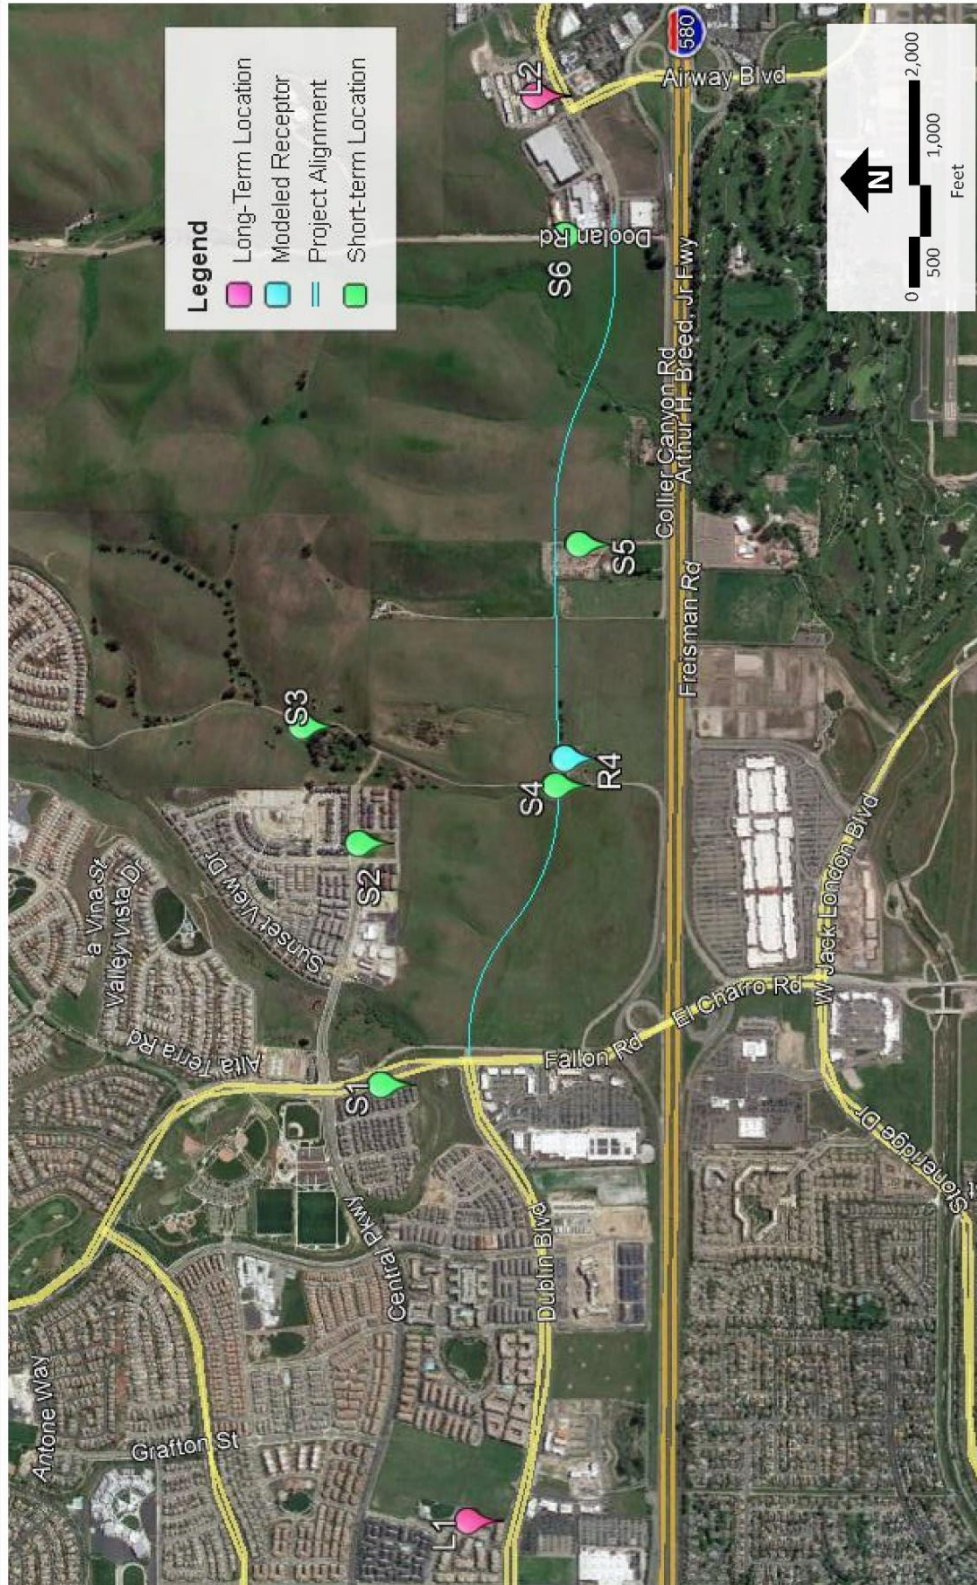 Legend
Long-Term Location
Modeled Receptor
Project Alignment
Short-term Location
Antone Way
Grafton St
Central Pkwy
Dublin Blvd
Alta Terra Rd
a Vina st
Valley Vista Dr
Sunset View Dr
L1
S1
S2
S3
S4
R4
S5
S6
L2
Doolan Rd
Airway Blvd
580
Collier Canyon Rd
Arthur H. Breed, Jr Fwy
Freisman Rd
Fallon Rd
El Charro Rd
W Jack London Blvd
Stoneridge Dr
N
0 500 1,000 2,000
Feet